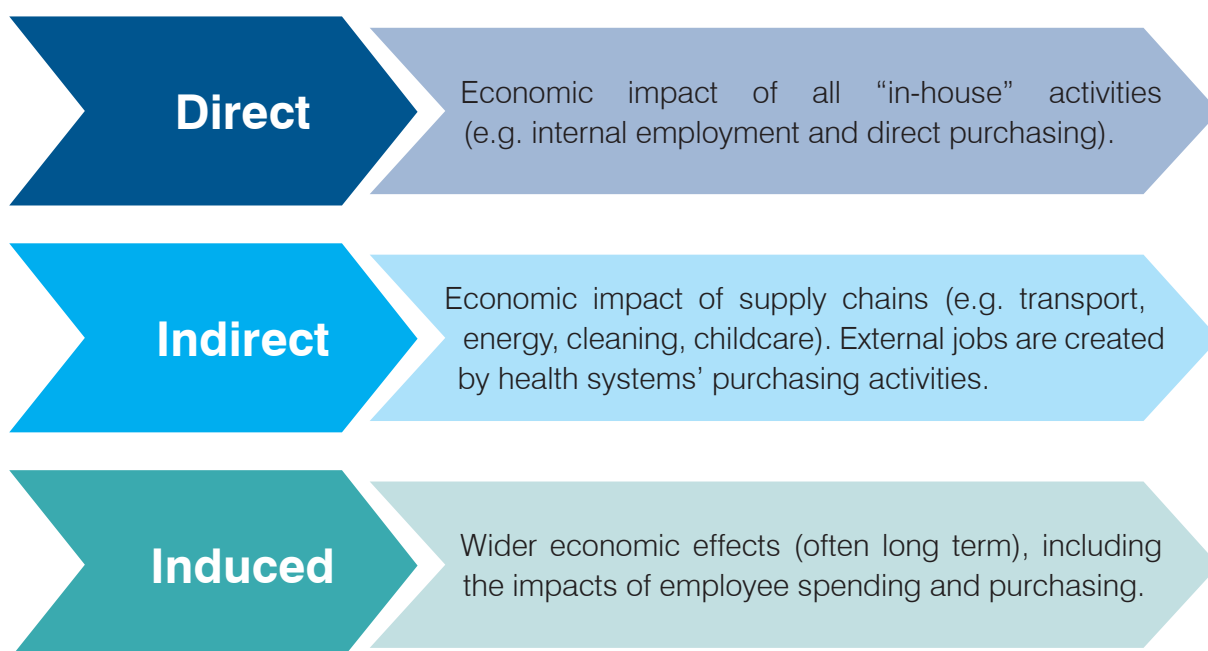 Direct
Economic impact of all “in-house” activities
(e.g. internal employment and direct purchasing).
Indirect
Economic impact of supply chains (e.g. transport,
energy, cleaning, childcare). External jobs are created
by health systems’ purchasing activities.
Induced
Wider economic effects (often long term), including
the impacts of employee spending and purchasing.